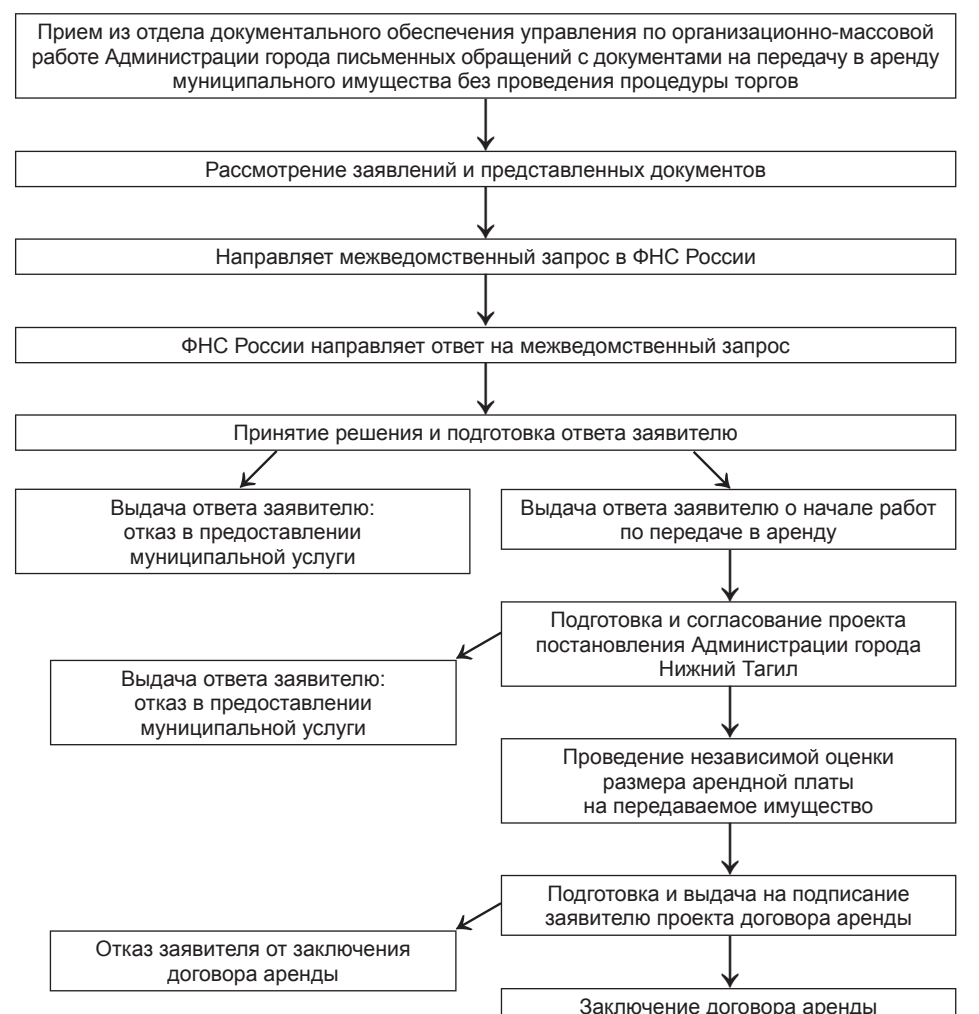 Прием из отдела документального обеспечения управления по организационно-массовой
работе Администрации города письменных обращений с документами на передачу в аренду
муниципального имущества без проведения процедуры торгов
Рассмотрение заявлений и представленных документов
Направляет межведомственный запрос в ФНС России
ФНС России направляет ответ на межведомственный запрос
Принятие решения и подготовка ответа заявителю
Выдача ответа заявителю:
отказ в предоставлении
муниципальной услуги
Выдача ответа заявителю о начале работ
по передаче в аренду
Подготовка и согласование проекта
постановления Администрации города
Нижний Тагил
Выдача ответа заявителю:
отказ в предоставлении
муниципальной услуги
Проведение независимой оценки
размера арендной платы
на передаваемое имущество
Подготовка и выдача на подписание
заявителю проекта договора аренды
Отказ заявителя от заключения
договора аренды
Заключение договора аренды